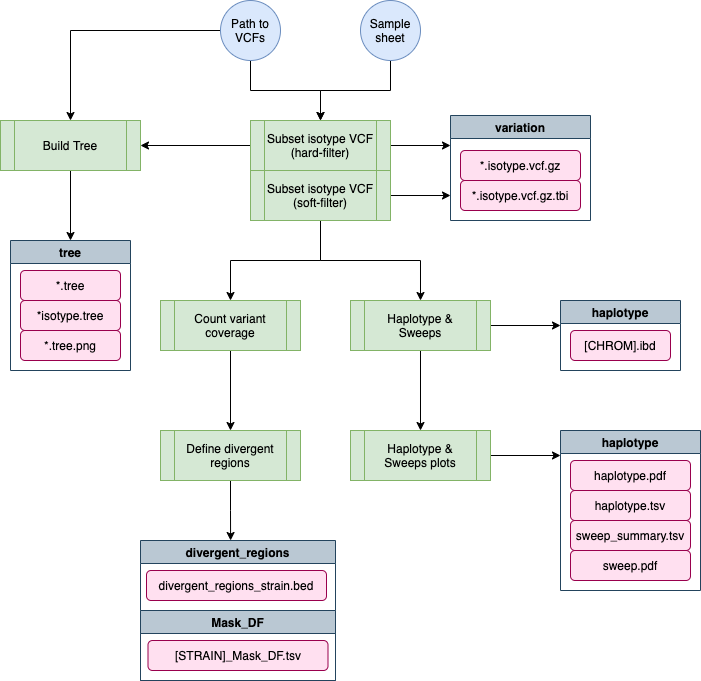 Path to
VCFs
Sample
sheet
Build Tree
Subset isotype VCF
(hard-filter)
Subset isotype VCF
(soft-filter)
variation
*.isotype.vcf.gz
*.isotype.vcf.gz.tbi
tree
*.tree
*isotype.tree
*.tree.png
Count variant
coverage
Haplotype &
Sweeps
haplotype
[CHROM].ibd
Define divergent
regions
Haplotype &
Sweeps plots
haplotype
haplotype.pdf
haplotype.tsv
sweep_summary.tsv
sweep.pdf
divergent_regions
divergent_regions_strain.bed
Mask_DF
[STRAIN]_Mask_DF.tsv